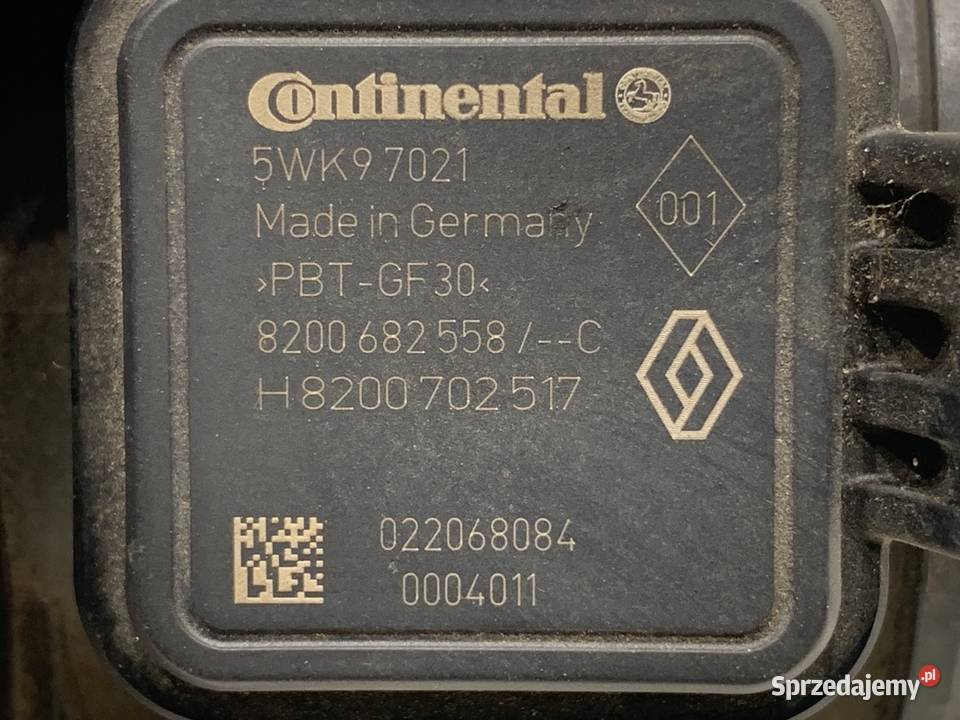 Continental
5WK9 7021
Made in Germany
001
>PBT-GF30<
8200 682 558 /--C
H 8200 702 517
022068084
0004011
Sprzedajemy.pl